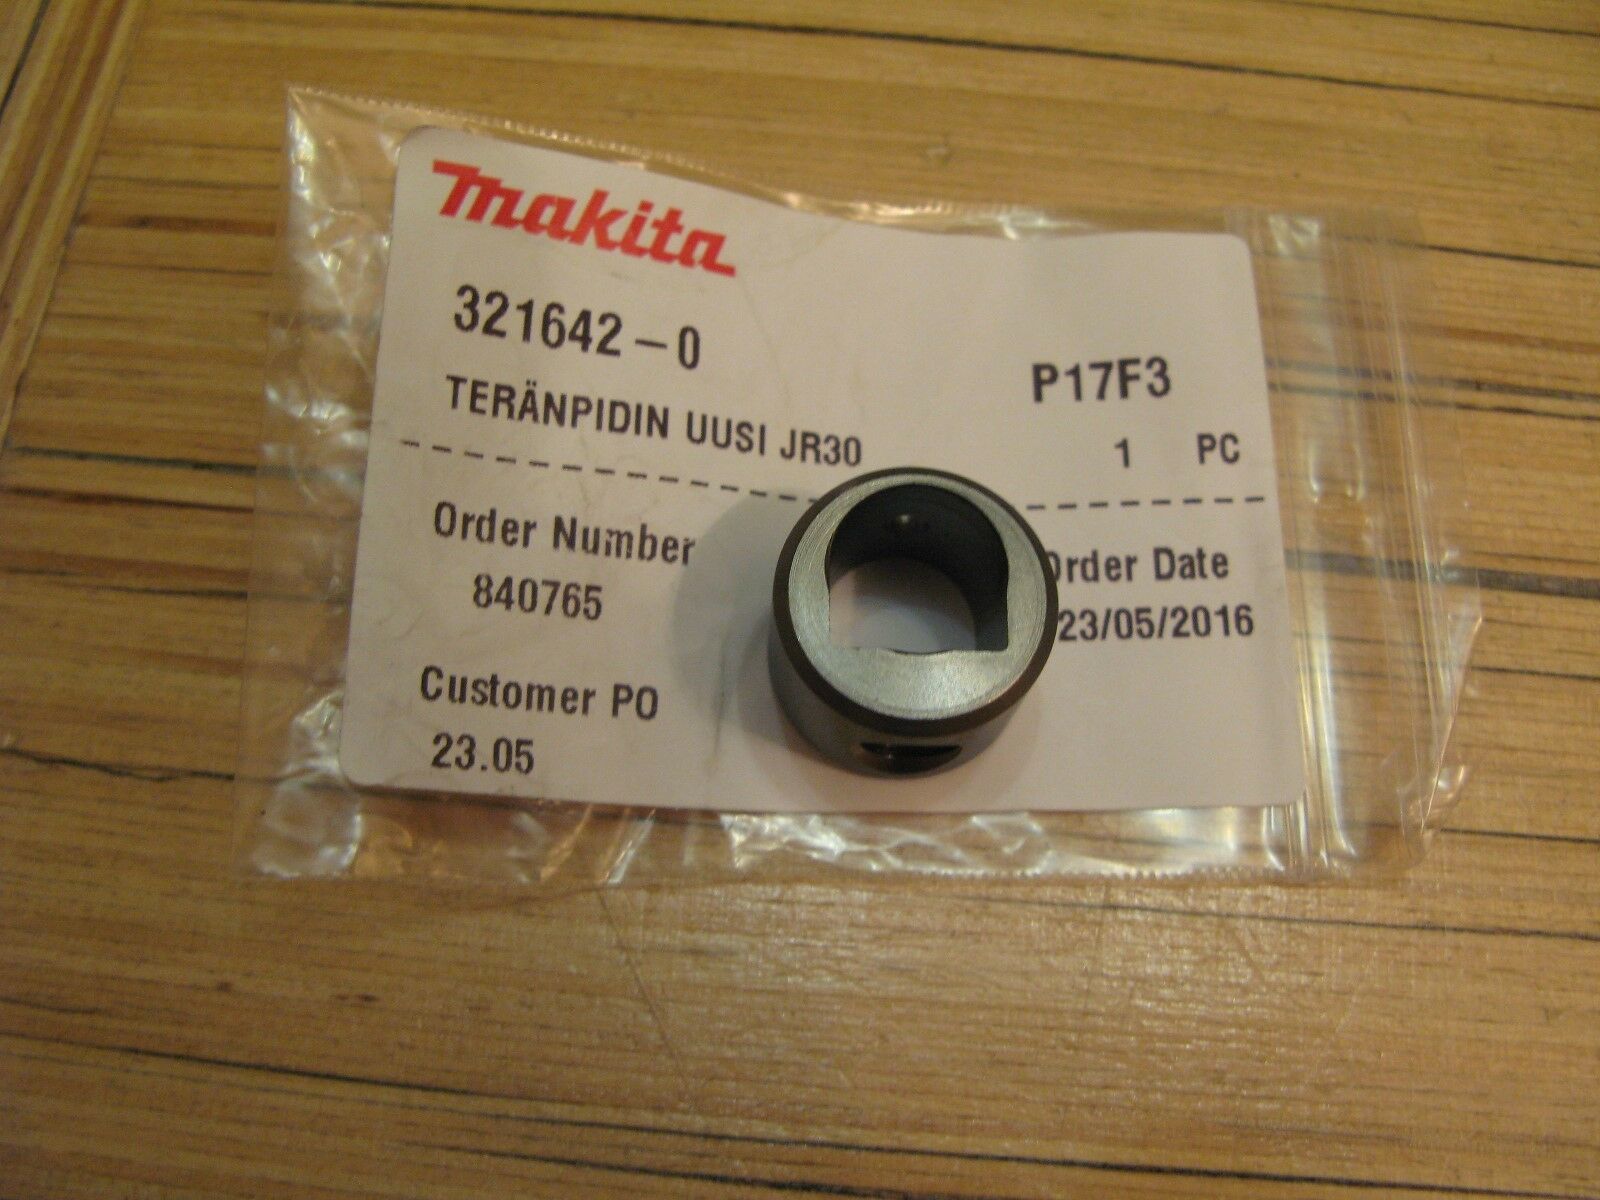 makita
321642-0
P17F3
TERÄNPIDIN UUSI JR30
1 PC
Order Number
Order Date
840765
23/05/2016
Customer PO
23.05